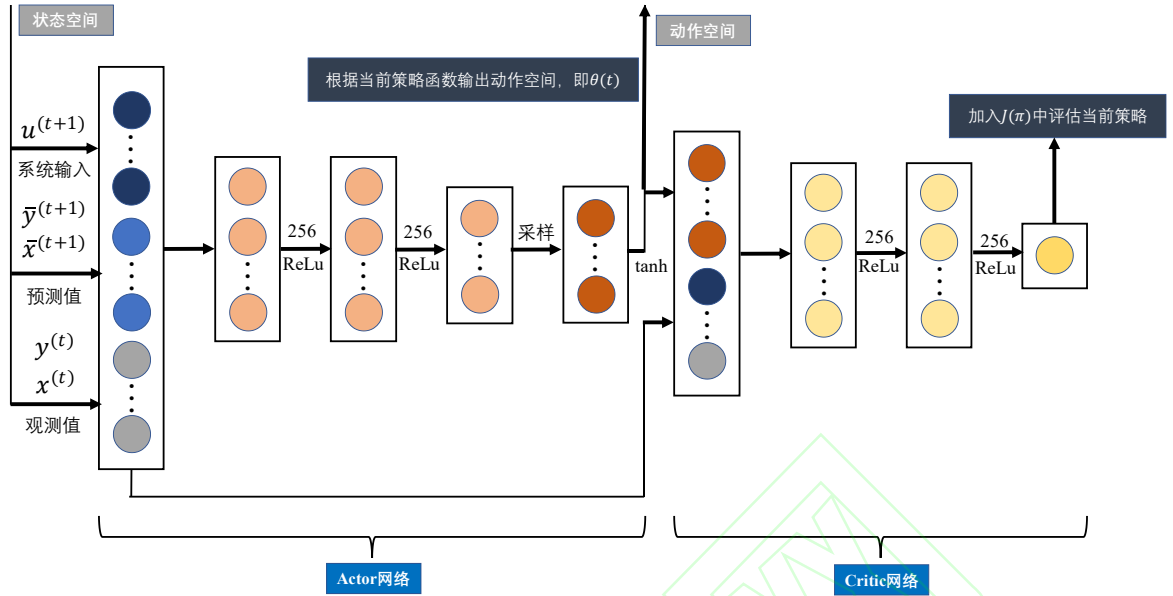 状态空间
动作空间
根据当前策略函数输出动作空间，即θ(t)
加入J(π)中评估当前策略
u^(t+1)
系统输入
ȳ^(t+1)
x̄^(t+1)
预测值
y^(t)
x^(t)
观测值
256
ReLu
256
ReLu
采样
tanh
256
ReLu
256
ReLu
Actor网络
Critic网络